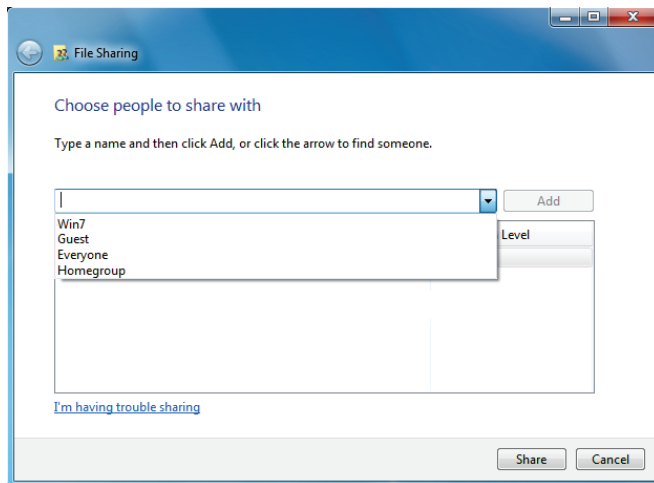 File Sharing
Choose people to share with
Type a name and then click Add, or click the arrow to find someone.
Add
Win7
Guest
Everyone
Homegroup
Level
I'm having trouble sharing
Share
Cancel